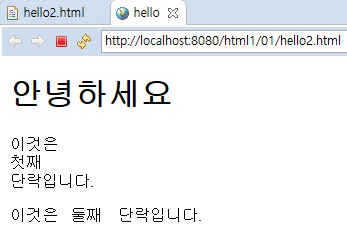 hello2.html hello
http://localhost:8080/html1/01/hello2.html
안녕하세요
이것은
첫째
단락입니다.
이것은 둘째 단락입니다.